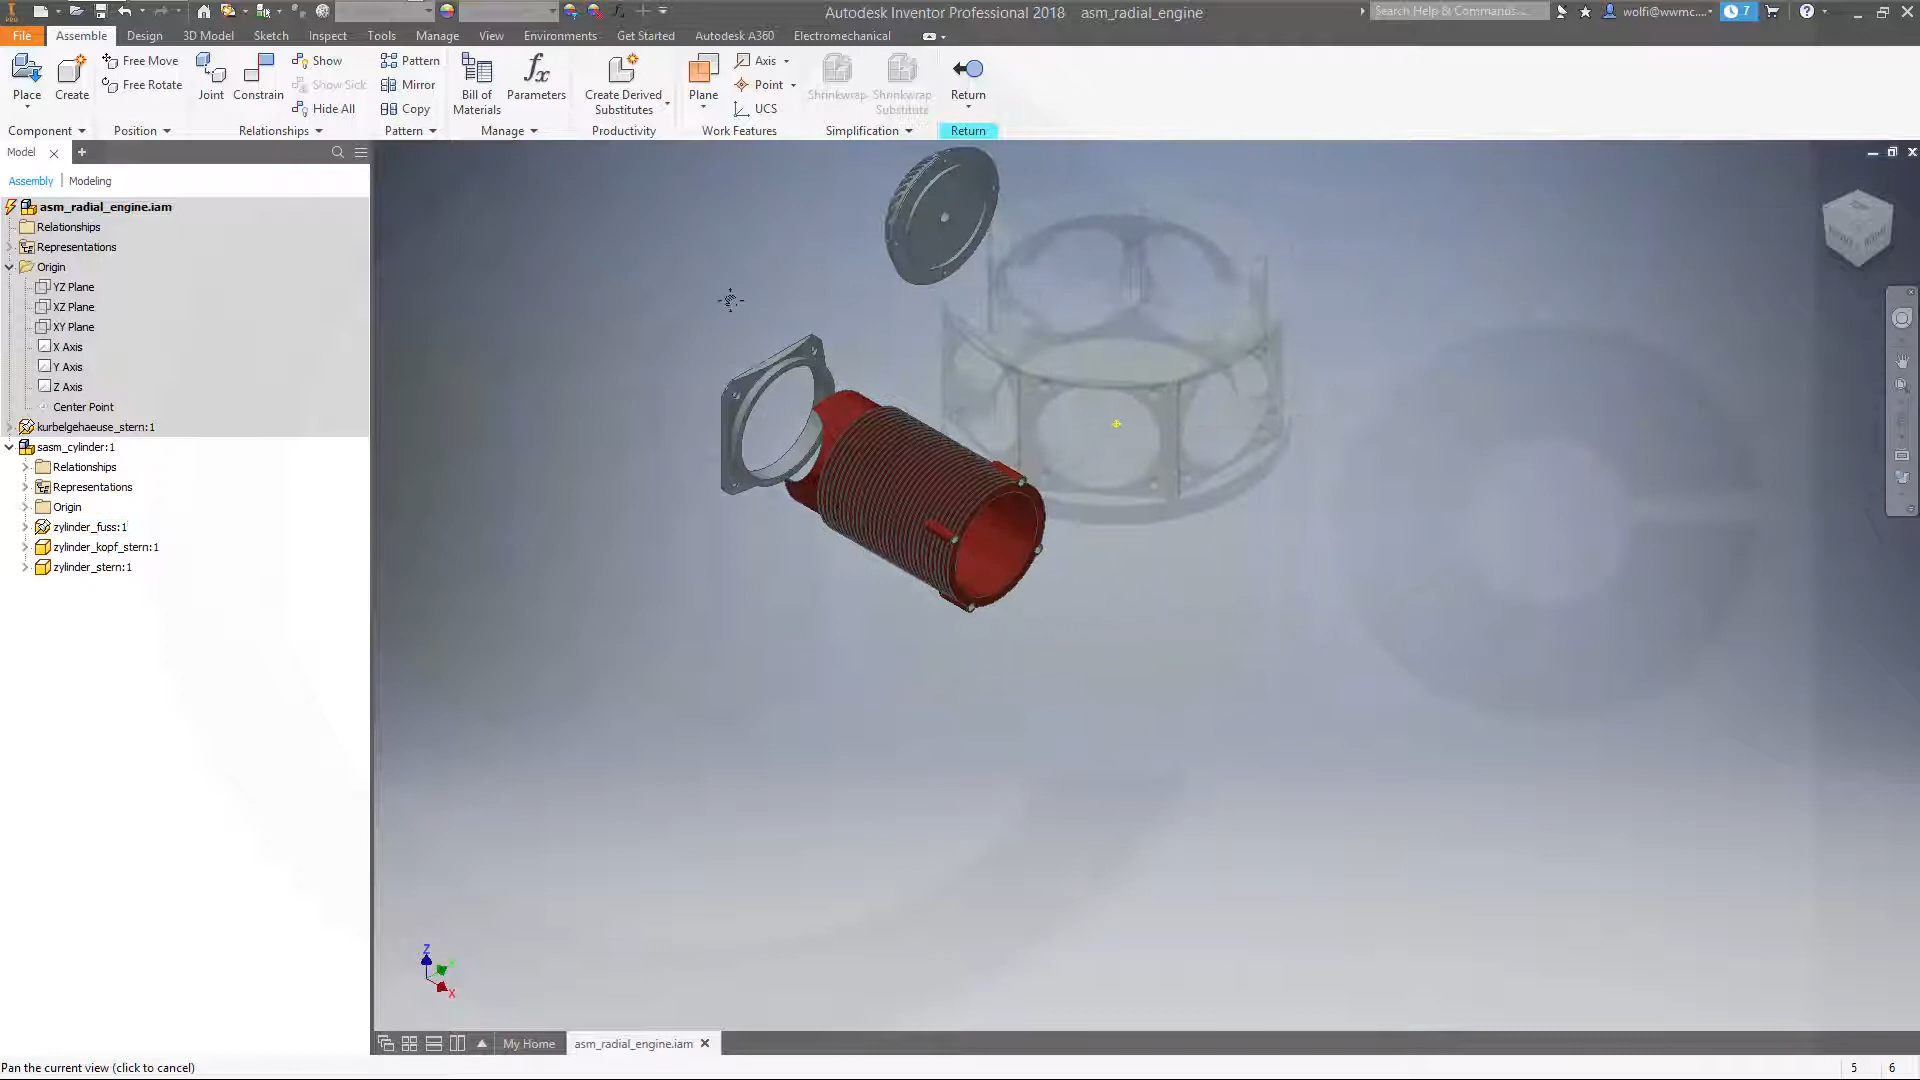 Autodesk Inventor Professional 2018 asm_radial_engine
Search Help & Commands...
wolfi@wwmc....
7
File Assemble Design 3D Model Sketch Inspect Tools Manage View Environments Get Started Autodesk A360 Electromechanical
Place
Create
Free Move
Free Rotate
Joint
Constrain
Show
Show Sick
Hide All
Pattern
Mirror
Copy
Bill of
Materials
Parameters
Create Derived
Substitutes
Plane
Axis
Point
UCS
Shrinkwrap
Shrinkwrap
Substitute
Return
Component Position Relationships Pattern Manage Productivity Work Features Simplification Return
Model
Assembly Modeling
asm_radial_engine.iam
Relationships
Representations
Origin
YZ Plane
XZ Plane
XY Plane
X Axis
Y Axis
Z Axis
Center Point
kurbelgehaeuse_stern:1
sasm_cylinder:1
Relationships
Representations
Origin
zylinder_fuss:1
zylinder_kopf_stern:1
zylinder_stern:1
Z
X
My Home asm_radial_engine.iam
Pan the current view (click to cancel)
5 6